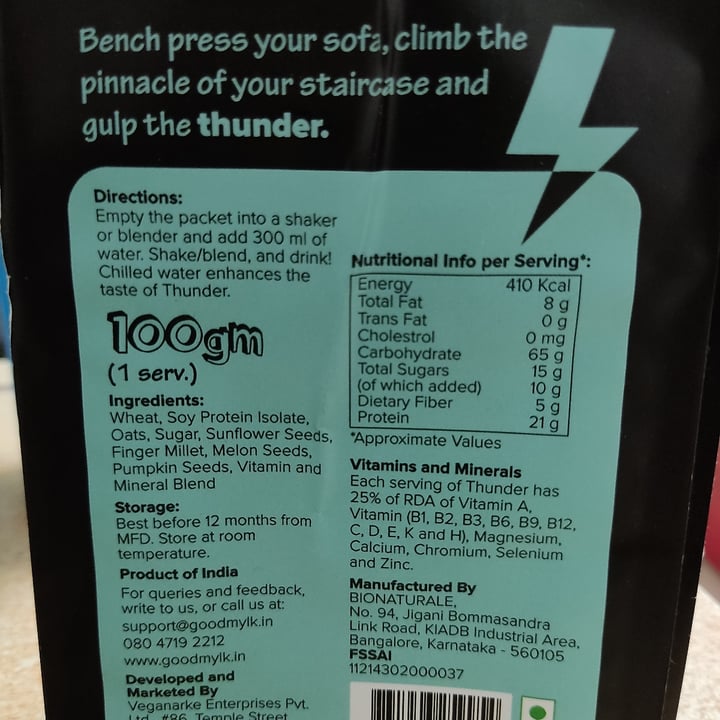 Bench press your sofa, climb the
pinnacle of your staircase and
gulp the thunder.
Directions:
Empty the packet into a shaker
or blender and add 300 ml of
water. Shake/blend, and drink!
Chilled water enhances the
taste of Thunder.
100gm
(1 serv.)
Ingredients:
Wheat, Soy Protein Isolate,
Oats, Sugar, Sunflower Seeds,
Finger Millet, Melon Seeds,
Pumpkin Seeds, Vitamin and
Mineral Blend
Storage:
Best before 12 months from
MFD. Store at room
temperature.
Product of India
For queries and feedback,
write to us, or call us at:
support@goodmylk.in
080 4719 2212
www.goodmylk.in
Developed and
Marketed By
Veganarke Enterprises Pvt.
Ltd., #86, Temple Street
Nutritional Info per Serving*:
Energy 410 Kcal
Total Fat 8 g
Trans Fat 0 g
Cholestrol 0 mg
Carbohydrate 65 g
Total Sugars 15 g
(of which added) 10 g
Dietary Fiber 5 g
Protein 21 g
*Approximate Values
Vitamins and Minerals
Each serving of Thunder has
25% of RDA of Vitamin A,
Vitamin (B1, B2, B3, B6, B9, B12,
C, D, E, K and H), Magnesium,
Calcium, Chromium, Selenium
and Zinc.
Manufactured By
BIONATURALE,
No. 94, Jigani Bommasandra
Link Road, KIADB Industrial Area,
Bangalore, Karnataka - 560105
FSSAI
11214302000037